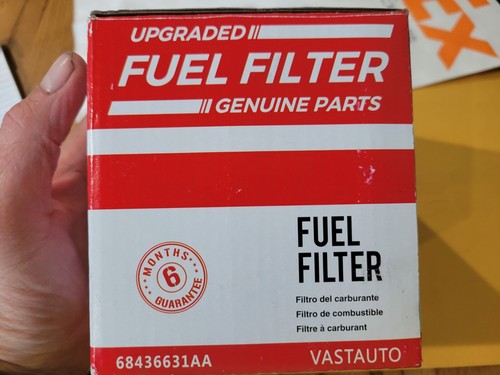 EX
UPGRADED
FUEL FILTER
GENUINE PARTS
MONTHS
6
GUARANTEE
FUEL
FILTER
Filtro del carburante
Filtro de combustible
Filtre à carburant
68436631AA
VASTAUTO